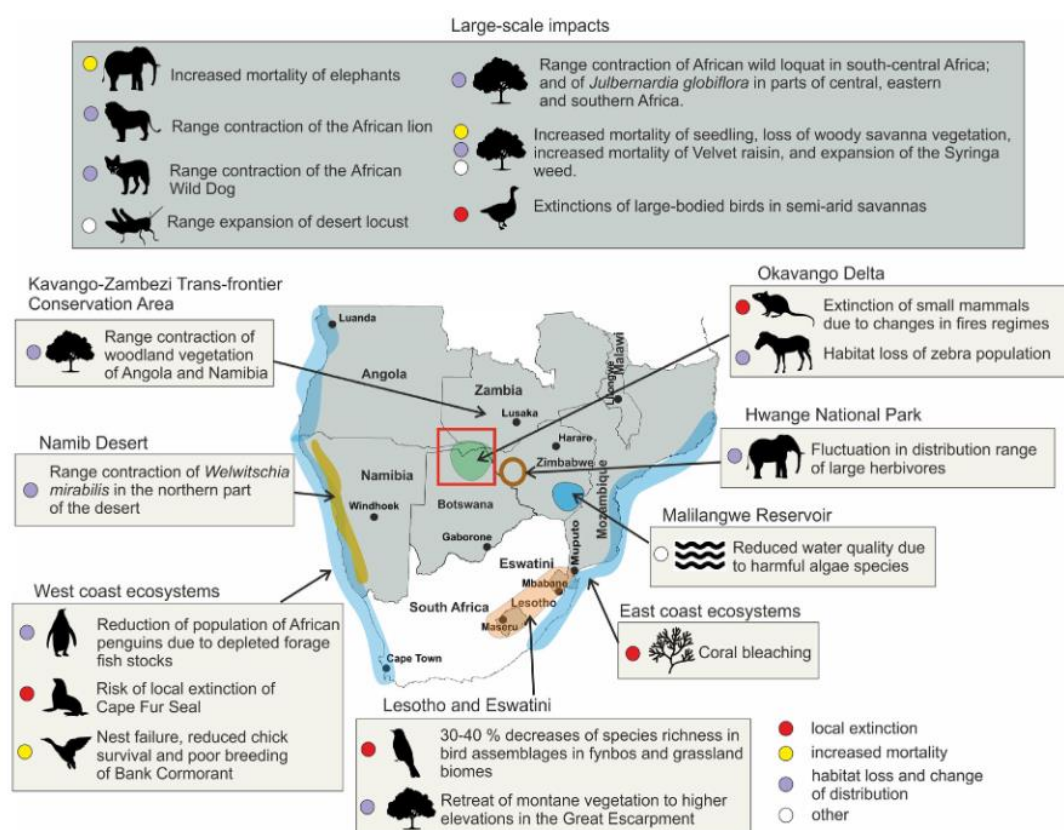 Large-scale impacts
Increased mortality of elephants
Range contraction of the African lion
Range contraction of the African
Wild Dog
Range expansion of desert locust
Range contraction of African wild loquat in south-central Africa;
and of Julbernardia globiflora in parts of central, eastern
and southern Africa.
Increased mortality of seedling, loss of woody savanna vegetation,
increased mortality of Velvet raisin, and expansion of the Syringa
weed.
Extinctions of large-bodied birds in semi-arid savannas
Kavango-Zambezi Trans-frontier
Conservation Area
Range contraction of
woodland vegetation
of Angola and Namibia
Okavango Delta
Extinction of small mammals
due to changes in fires regimes
Habitat loss of zebra population
Luanda
Angola
Zambia
Lusaka
Malawi
Lilongwe
Harare
Zimbabwe
Mozambique
Namibia
Windhoek
Botswana
Gaborone
Eswatini
Muputo
Mbabane
South Africa
Lesotho
Maseru
Cape Town
Hwange National Park
Fluctuation in distribution range
of large herbivores
Namib Desert
Range contraction of Welwitschia
mirabilis in the northern part
of the desert
Malilangwe Reservoir
Reduced water quality due
to harmful algae species
West coast ecosystems
Reduction of population of African
penguins due to depleted forage
fish stocks
Risk of local extinction of
Cape Fur Seal
Nest failure, reduced chick
survival and poor breeding
of Bank Cormorant
East coast ecosystems
Coral bleaching
Lesotho and Eswatini
30-40 % decreases of species richness in
bird assemblages in fynbos and grassland
biomes
Retreat of montane vegetation to higher
elevations in the Great Escarpment
local extinction
increased mortality
habitat loss and change
of distribution
other